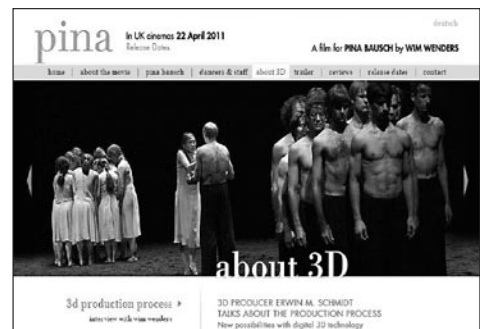 deutsch
pina
In UK cinemas 22 April 2011
Release Dates
A film for PINA BAUSCH by WIM WENDERS
home | about the movie | pina bausch | dancers & staff | about 3D | trailer | reviews | release dates | contact
about 3D
3d production process
interview with wim wenders
3D PRODUCER ERWIN M. SCHMIDT
TALKS ABOUT THE PRODUCTION PROCESS
New possibilities with digital 3D technology